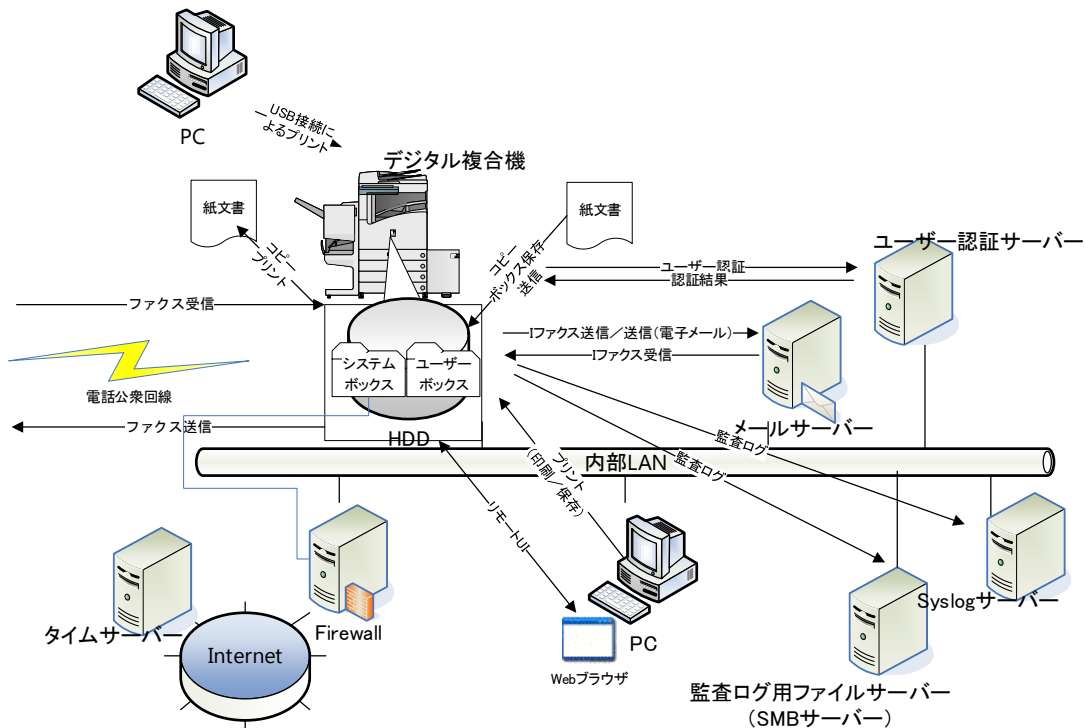 PC
USB接続に
よるプリント
デジタル複合機
紙文書
紙文書
コピー
プリント
コピー
ボックス保存
送信
ユーザー認証サーバー
ユーザー認証
認証結果
ファクス受信
Iファクス送信／送信(電子メール)
Iファクス受信
システム
ボックス
ユーザー
ボックス
電話公衆回線
ファクス送信
HDD
メールサーバー
監査ログ
監査ログ
内部LAN
プリント
(印刷／保存)
リモートUI
タイムサーバー
Firewall
Internet
PC
Webブラウザ
Syslogサーバー
監査ログ用ファイルサーバー
（SMBサーバー）